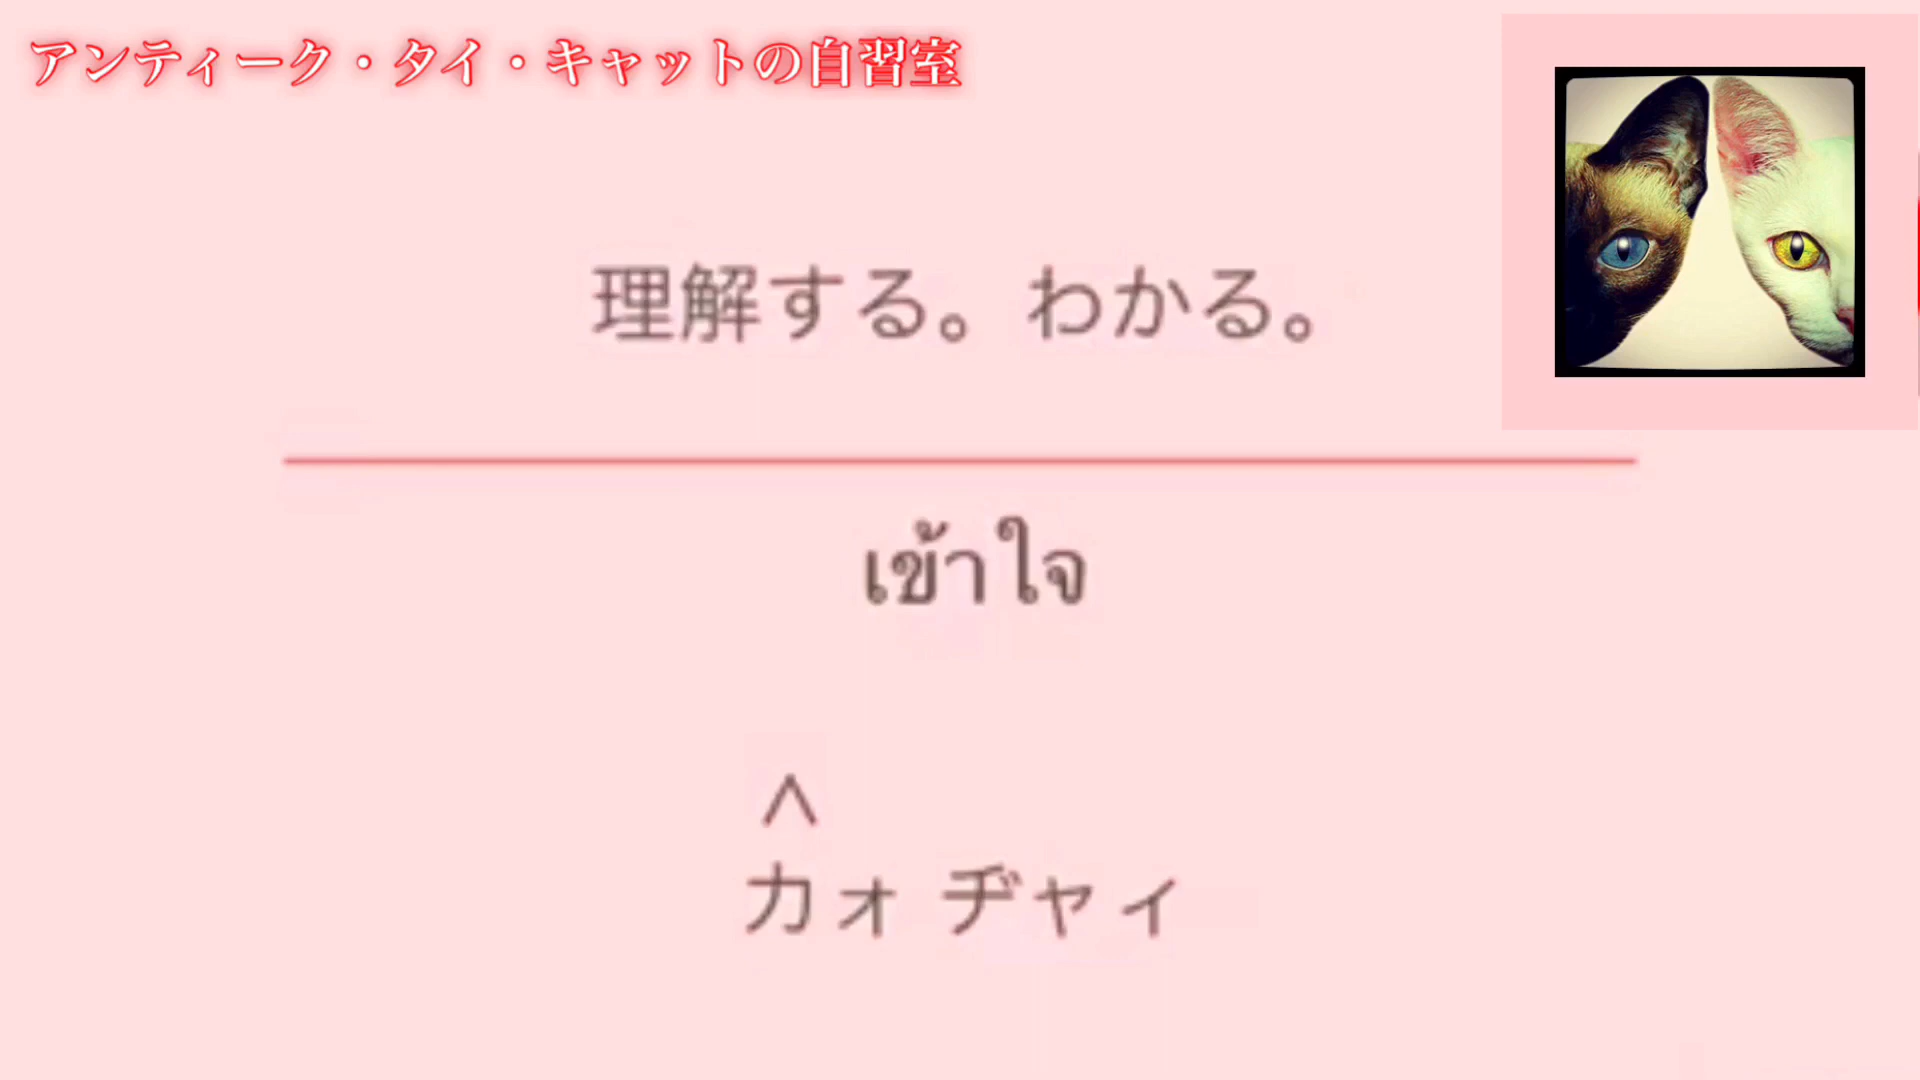 アンティーク・タイ・キャットの自習室
理解する。わかる。
เข้าใจ
^
カォ ヂャィ